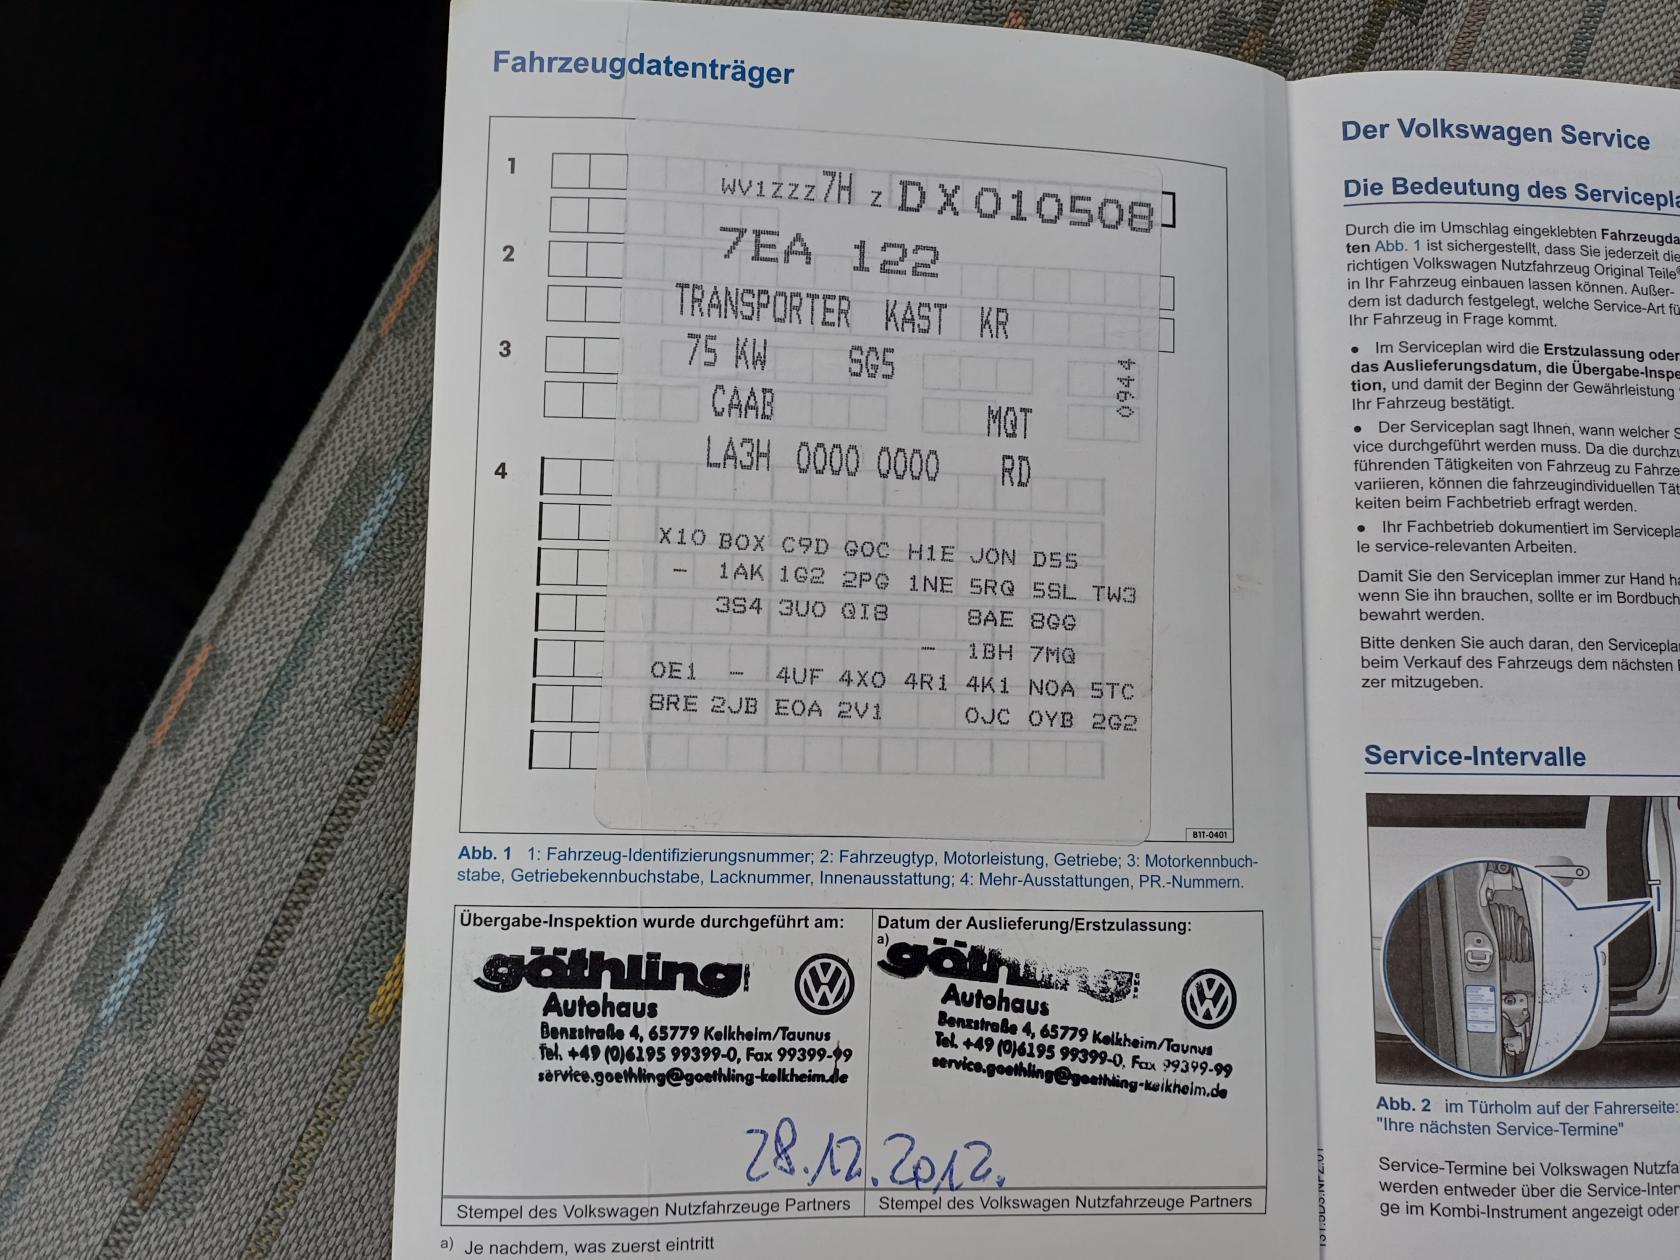 Fahrzeugdatenträger
1
WV1ZZZ7H Z DX010508
7EA 122
2
TRANSPORTER KAST KR
3
75 KW SG5
0944
CAAB MQT
LA3H 0000 0000 RD
4
X10 B0X C9D G0C H1E J0N D55
- 1AK 1G2 2PG 1NE 5RQ 5SL TW3
3S4 3U0 QI8 8AE 8GG
- 1BH 7MQ
0E1 - 4UF 4X0 4R1 4K1 N0A 5TC
8RE 2JB E0A 2V1 0JC 0YB 2G2
B1T-0401
Abb. 1 1: Fahrzeug-Identifizierungsnummer; 2: Fahrzeugtyp, Motorleistung, Getriebe; 3: Motorkennbuch-
stabe, Getriebekennbuchstabe, Lacknummer, Innenausstattung; 4: Mehr-Ausstattungen, PR.-Nummern.
Übergabe-Inspektion wurde durchgeführt am:
göthling
Autohaus
Benzstraße 4, 65779 Kelkheim/Taunus
Tel. +49 (0)6195 99399-0, Fax 99399-99
service.goethling@goethling-kelkheim.de
Datum der Auslieferung/Erstzulassung:
a)
göthling
Autohaus
Benzstraße 4, 65779 Kelkheim/Taunus
Tel. +49 (0)6195 99399-0, Fax 99399-99
service.goethling@goethling-kelkheim.de
28.12.2012.
Stempel des Volkswagen Nutzfahrzeuge Partners
Stempel des Volkswagen Nutzfahrzeuge Partners
a) Je nachdem, was zuerst eintritt
Der Volkswagen Service
Die Bedeutung des Servicepla
Durch die im Umschlag eingeklebten Fahrzeugda
ten Abb. 1 ist sichergestellt, dass Sie jederzeit die
richtigen Volkswagen Nutzfahrzeug Original Teile
in Ihr Fahrzeug einbauen lassen können. Außer-
dem ist dadurch festgelegt, welche Service-Art fü
Ihr Fahrzeug in Frage kommt.
● Im Serviceplan wird die Erstzulassung oder
das Auslieferungsdatum, die Übergabe-Inspe
tion, und damit der Beginn der Gewährleistung
Ihr Fahrzeug bestätigt.
● Der Serviceplan sagt Ihnen, wann welcher S
vice durchgeführt werden muss. Da die durchzu
führenden Tätigkeiten von Fahrzeug zu Fahrze
variieren, können die fahrzeugindividuellen Tät
keiten beim Fachbetrieb erfragt werden.
● Ihr Fachbetrieb dokumentiert im Servicepla
le service-relevanten Arbeiten.
Damit Sie den Serviceplan immer zur Hand ha
wenn Sie ihn brauchen, sollte er im Bordbuch
bewahrt werden.
Bitte denken Sie auch daran, den Serviceplan
beim Verkauf des Fahrzeugs dem nächsten
zer mitzugeben.
Service-Intervalle
Abb. 2 im Türholm auf der Fahrerseite:
"Ihre nächsten Service-Termine"
Service-Termine bei Volkswagen Nutzfa
werden entweder über die Service-Inter
ge im Kombi-Instrument angezeigt oder